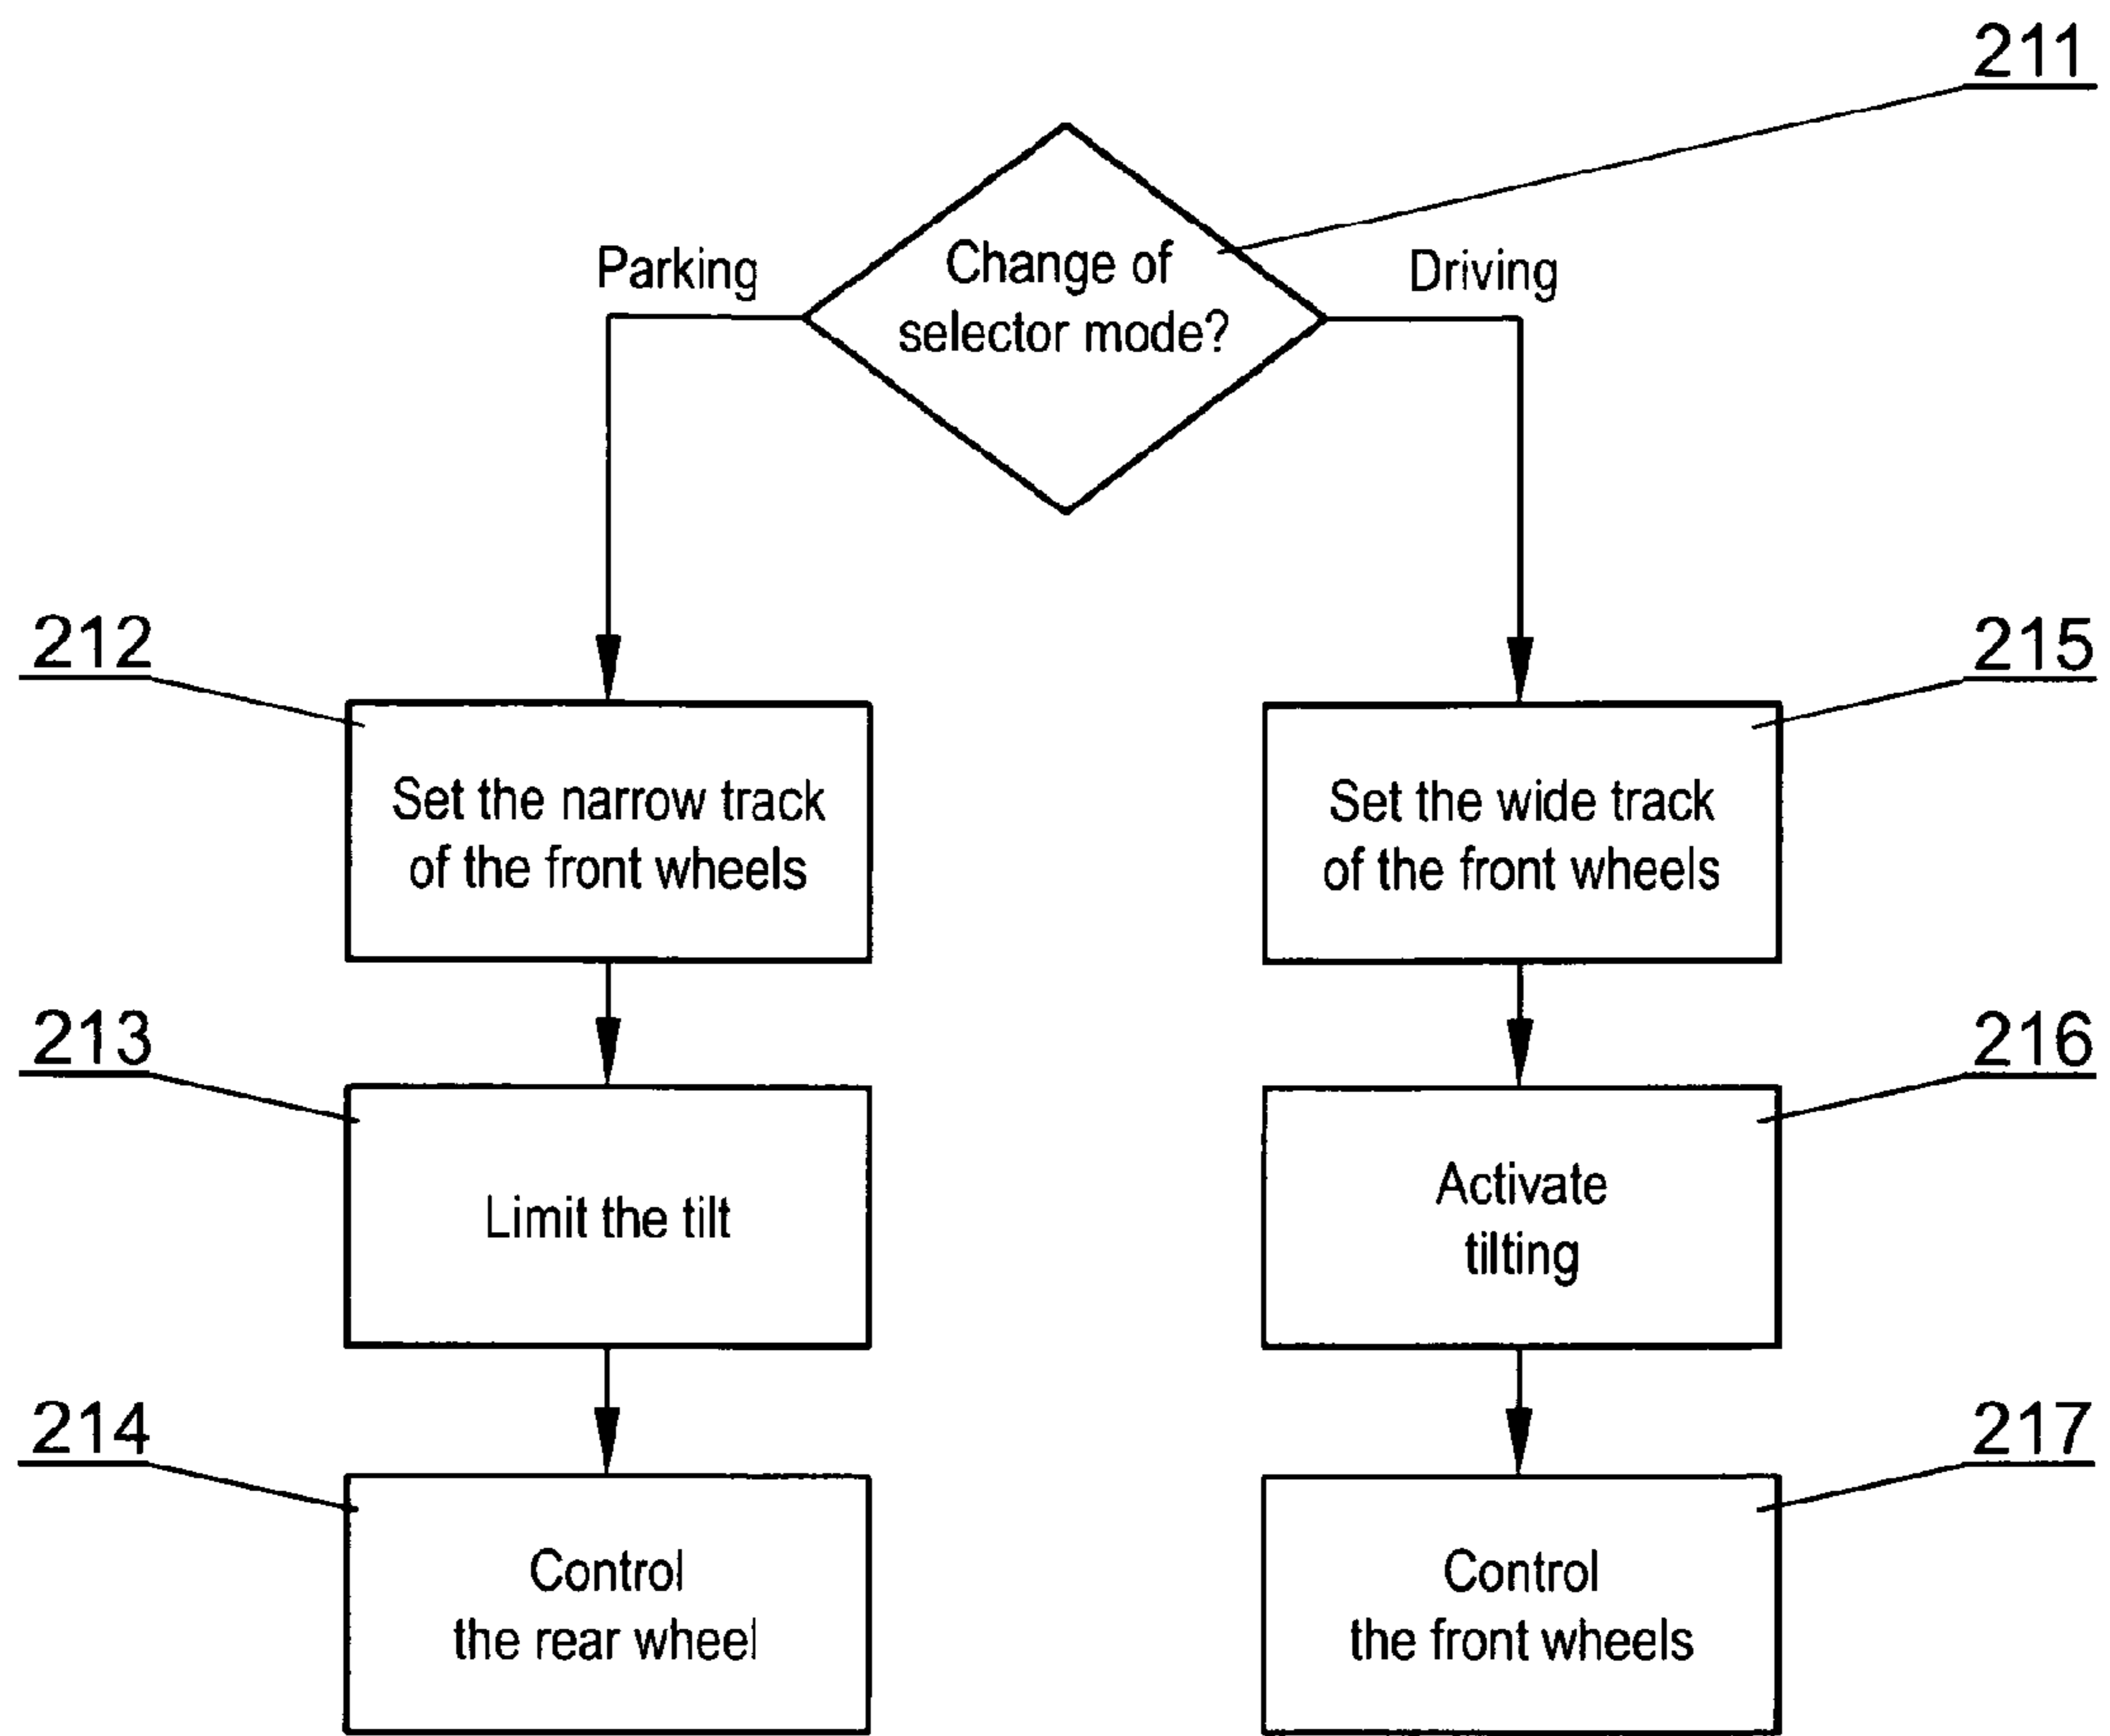 211
Change of
selector mode?
Parking
Driving
212
Set the narrow track
of the front wheels
215
Set the wide track
of the front wheels
213
Limit the tilt
216
Activate
tilting
214
Control
the rear wheel
217
Control
the front wheels